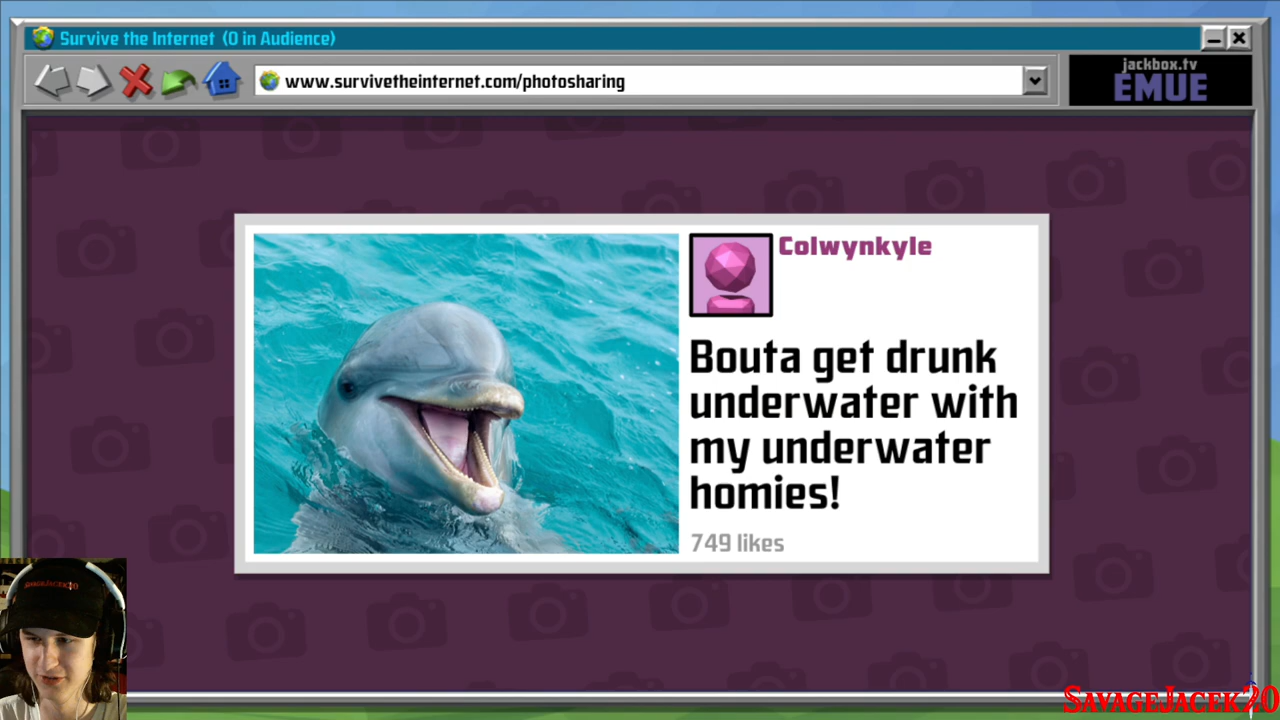 Survive the Internet (0 in Audience)
www.survivetheinternet.com/photosharing
jackbox.tv
EMUE
Colwynkyle
Bouta get drunk
underwater with
my underwater
homies!
749 likes
SAVAGEJACEK20
SAVAGEJACEK20